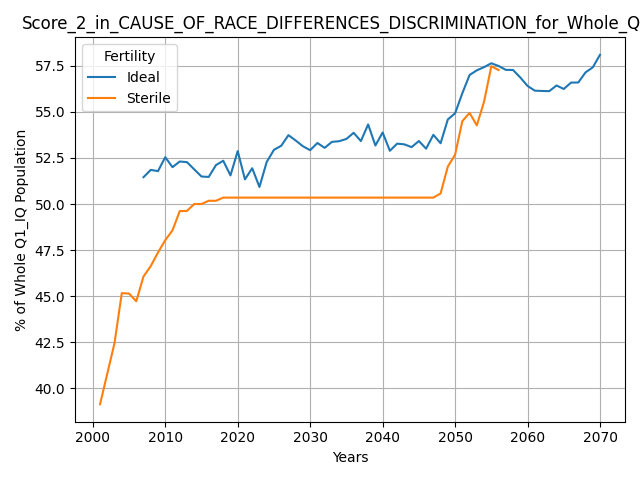 Score_2_in_CAUSE_OF_RACE_DIFFERENCES_DISCRIMINATION_for_Whole_Q
Fertility
Ideal
Sterile
% of Whole Q1_IQ Population
57.5
55.0
52.5
50.0
47.5
45.0
42.5
40.0
2000 2010 2020 2030 2040 2050 2060 2070
Years